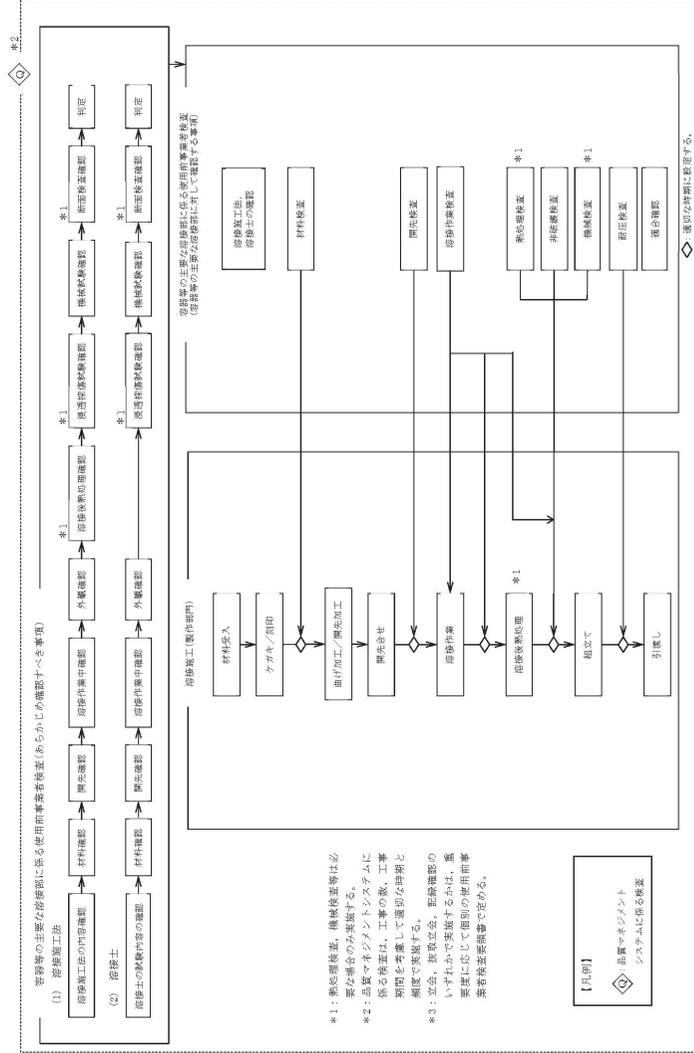 容器等の主要な溶接部に係る使用前事業者検査(あらかじめ確認すべき事項)
(1) 溶接施工法
溶接施工法の内容確認
材料確認
開先確認
溶接作業中確認
外観確認
*1
溶接後熱処理確認
*1
浸透探傷試験確認
機械試験確認
*1
断面検査確認
判定
(2) 溶接士
溶接士の試験内容の確認
材料確認
開先確認
溶接作業中確認
外観確認
*1
浸透探傷試験確認
機械試験確認
*1
断面検査確認
判定
Q
*2
溶接施工(製作部門)
材料受入
ケガキ/刻印
曲げ加工/開先加工
開先合せ
溶接作業
溶接後熱処理
*1
組立て
引渡し
容器等の主要な溶接部に係る使用前事業者検査
(容器等の主要な溶接部に対して確認する事項)
溶接施工法,
溶接士の確認
材料検査
開先検査
溶接作業検査
熱処理検査
*1
非破壊検査
機械検査
*1
耐圧検査
適合確認
◇:適切な時期に設定する。
*1:熱処理検査,機械検査等は必
要な場合のみ実施する。
*2:品質マネジメントシステムに
係る検査は,工事の数,工事
期間を考慮して適切な時期と
頻度で実施する。
*3:立会,抜取立会,記録確認の
いずれかで実施するかは,重
要度に応じて個別の使用前事
業者検査要領書で定める。
【凡例】
Q:品質マネジメント
システムに係る検査